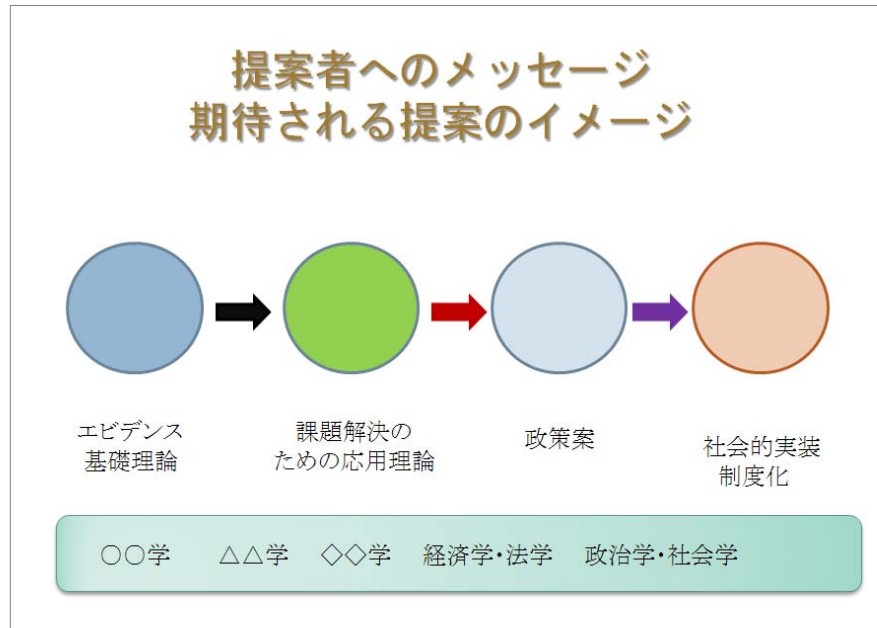 提案者へのメッセージ
期待される提案のイメージ
エビデンス
基礎理論
課題解決の
ための応用理論
政策案
社会的実装
制度化
○○学 △△学 ◇◇学 経済学・法学 政治学・社会学